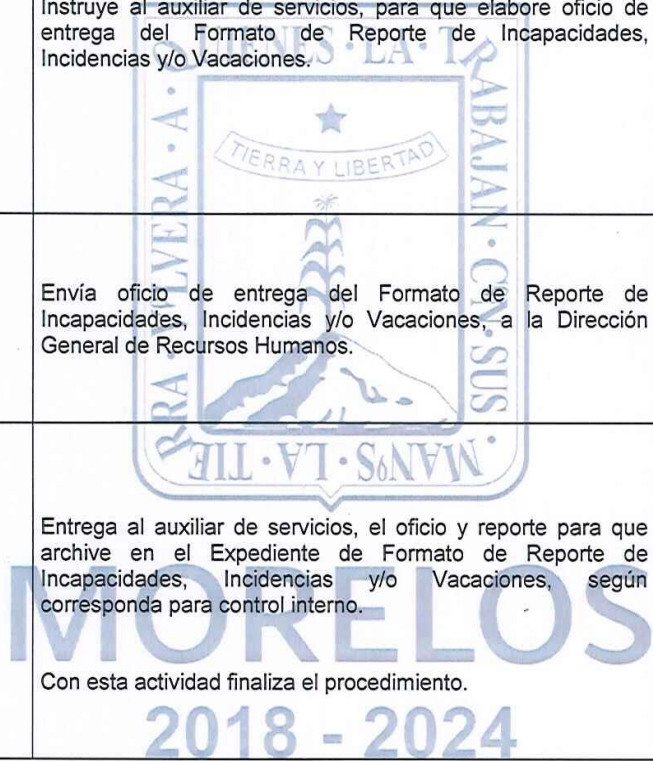 Instruye al auxiliar de servicios, para que elabore oficio de
entrega del Formato de Reporte de Incapacidades,
Incidencias y/o Vacaciones.
TIERRA Y LIBERTAD
Envía oficio de entrega del Formato de Reporte de
Incapacidades, Incidencias y/o Vacaciones, a la Dirección
General de Recursos Humanos.
Entrega al auxiliar de servicios, el oficio y reporte para que
archive en el Expediente de Formato de Reporte de
Incapacidades, Incidencias y/o Vacaciones, según
corresponda para control interno.
MORELOS
Con esta actividad finaliza el procedimiento.
2018 - 2024